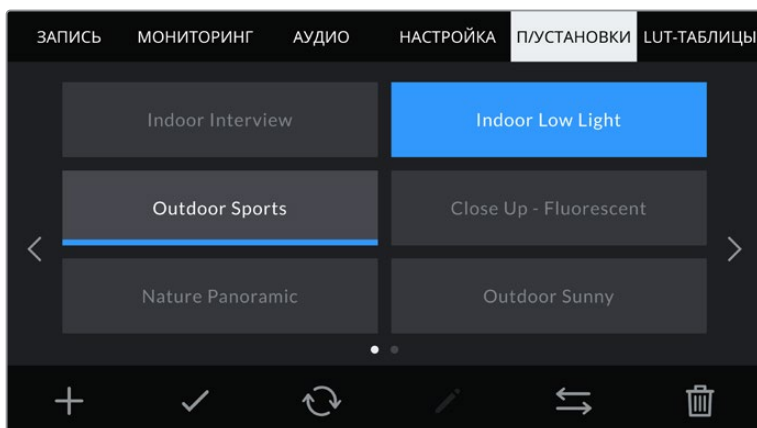 ЗАПИСЬ МОНИТОРИНГ АУДИО НАСТРОЙКА П/УСТАНОВКИ LUT-ТАБЛИЦЫ
Indoor Interview Indoor Low Light
Outdoor Sports Close Up - Fluorescent
Nature Panoramic Outdoor Sunny